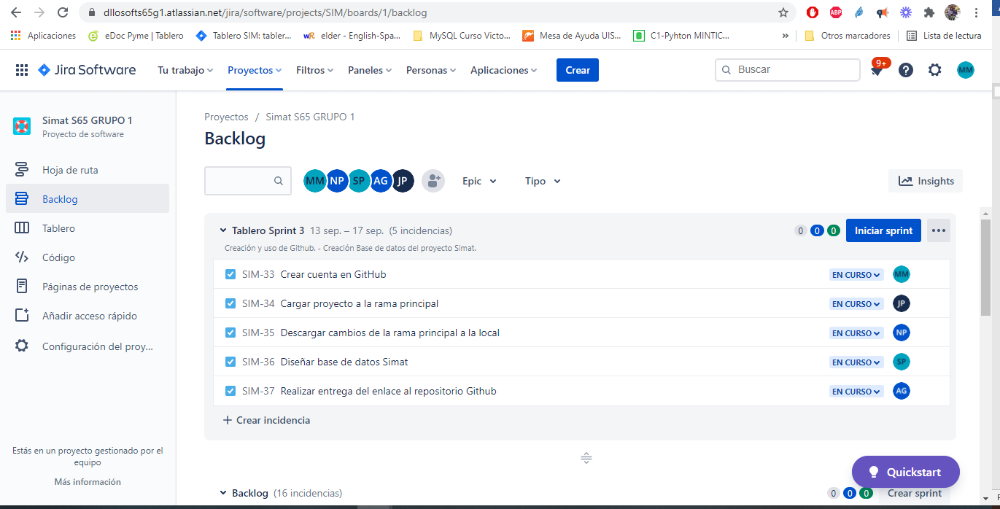 dllosofts65g1.atlassian.net/jira/software/projects/SIM/boards/1/backlog
ABP
Aplicaciones eDoc Pyme | Tablero Tablero SIM: tabler... wR elder - English-Spa... MySQL Curso Victo... Mesa de Ayuda UIS... C1-Pyhton MINTIC... » Otros marcadores Lista de lectura
Jira Software Tu trabajo Proyectos Filtros Paneles Personas Aplicaciones Crear Buscar 9+ ? MM
Simat S65 GRUPO 1
Proyecto de software
Hoja de ruta
Backlog
Tablero
Código
Páginas de proyectos
Añadir acceso rápido
Configuración del proy...
Estás en un proyecto gestionado por el
equipo
Más información
Proyectos / Simat S65 GRUPO 1
Backlog
MM NP SP AG JP Epic Tipo Insights
Tablero Sprint 3 13 sep. – 17 sep. (5 incidencias) 0 0 0 Iniciar sprint
Creación y uso de Github. - Creación Base de datos del proyecto Simat.
SIM-33 Crear cuenta en GitHub EN CURSO MM
SIM-34 Cargar proyecto a la rama principal EN CURSO JP
SIM-35 Descargar cambios de la rama principal a la local EN CURSO NP
SIM-36 Diseñar base de datos Simat EN CURSO SP
SIM-37 Realizar entrega del enlace al repositorio Github EN CURSO AG
+ Crear incidencia
Quickstart
Backlog (16 incidencias) 0 0 0 Crear sprint